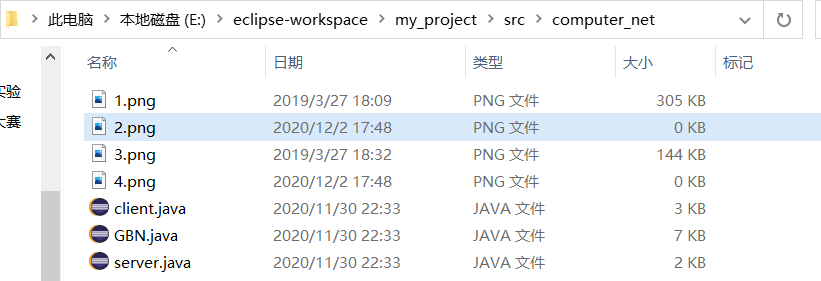 此电脑 > 本地磁盘 (E:) > eclipse-workspace > my_project > src > computer_net
名称 日期 类型 大小 标记
1.png 2019/3/27 18:09 PNG 文件 305 KB
实验
2.png 2020/12/2 17:48 PNG 文件 0 KB
大赛
3.png 2019/3/27 18:32 PNG 文件 144 KB
4.png 2020/12/2 17:48 PNG 文件 0 KB
client.java 2020/11/30 22:33 JAVA 文件 3 KB
GBN.java 2020/11/30 22:33 JAVA 文件 7 KB
server.java 2020/11/30 22:33 JAVA 文件 2 KB